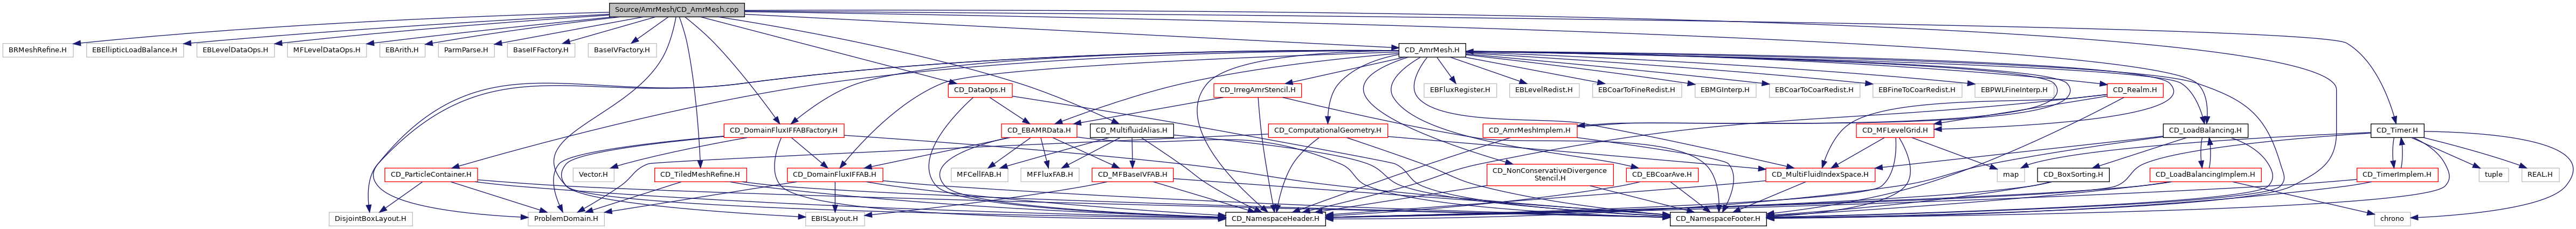 Source/AmrMesh/CD_AmrMesh.cpp
BRMeshRefine.H
EBEllipticLoadBalance.H
EBLevelDataOps.H
MFLevelDataOps.H
EBArith.H
ParmParse.H
BaseIFFactory.H
BaseIVFactory.H
CD_AmrMesh.H
CD_DataOps.H
CD_IrregAmrStencil.H
EBFluxRegister.H
EBLevelRedist.H
EBCoarToFineRedist.H
EBMGInterp.H
EBCoarToCoarRedist.H
EBFineToCoarRedist.H
EBPWLFineInterp.H
CD_Realm.H
CD_DomainFluxIFFABFactory.H
CD_EBAMRData.H
CD_MultifluidAlias.H
CD_ComputationalGeometry.H
CD_AmrMeshImplem.H
CD_MFLevelGrid.H
CD_LoadBalancing.H
CD_Timer.H
CD_ParticleContainer.H
Vector.H
CD_TiledMeshRefine.H
CD_DomainFluxIFFAB.H
MFCellFAB.H
MFFluxFAB.H
CD_MFBaseIVFAB.H
CD_NonConservativeDivergence
Stencil.H
CD_EBCoarAve.H
CD_MultiFluidIndexSpace.H
map
CD_BoxSorting.H
CD_LoadBalancingImplem.H
CD_TimerImplem.H
tuple
REAL.H
DisjointBoxLayout.H
ProblemDomain.H
EBISLayout.H
CD_NamespaceHeader.H
CD_NamespaceFooter.H
chrono